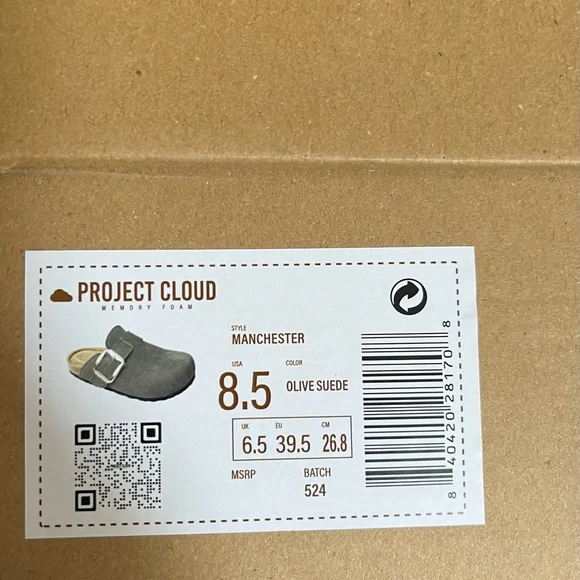 PROJECT CLOUD
MEMORY FOAM
STYLE
MANCHESTER
USA COLOR
8.5 OLIVE SUEDE
UK EU CM
6.5 39.5 26.8
MSRP BATCH
524
8 40420 28170 8